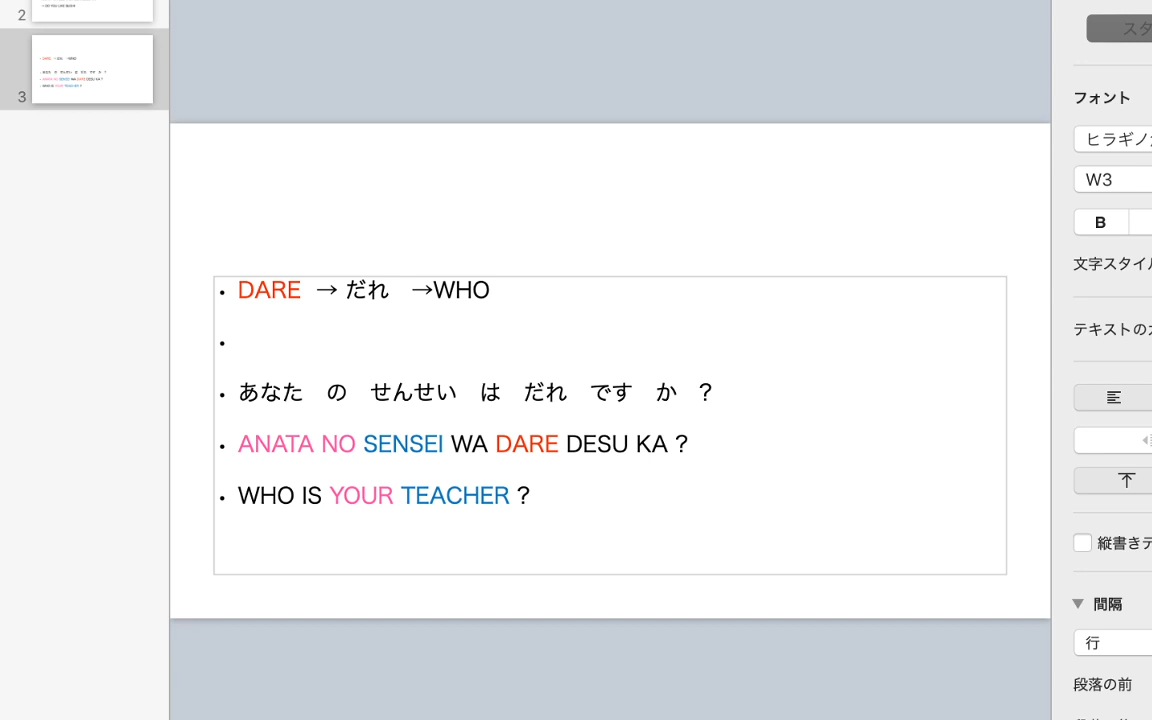 2
3
DARE → だれ　→WHO
あなた　の　せんせい　は　だれ　です　か　？
ANATA NO SENSEI WA DARE DESU KA ?
WHO IS YOUR TEACHER ?
スタ
フォント
ヒラギノ
W3
B
文字スタイル
テキストの
縦書きテ
▼ 間隔
行
段落の前